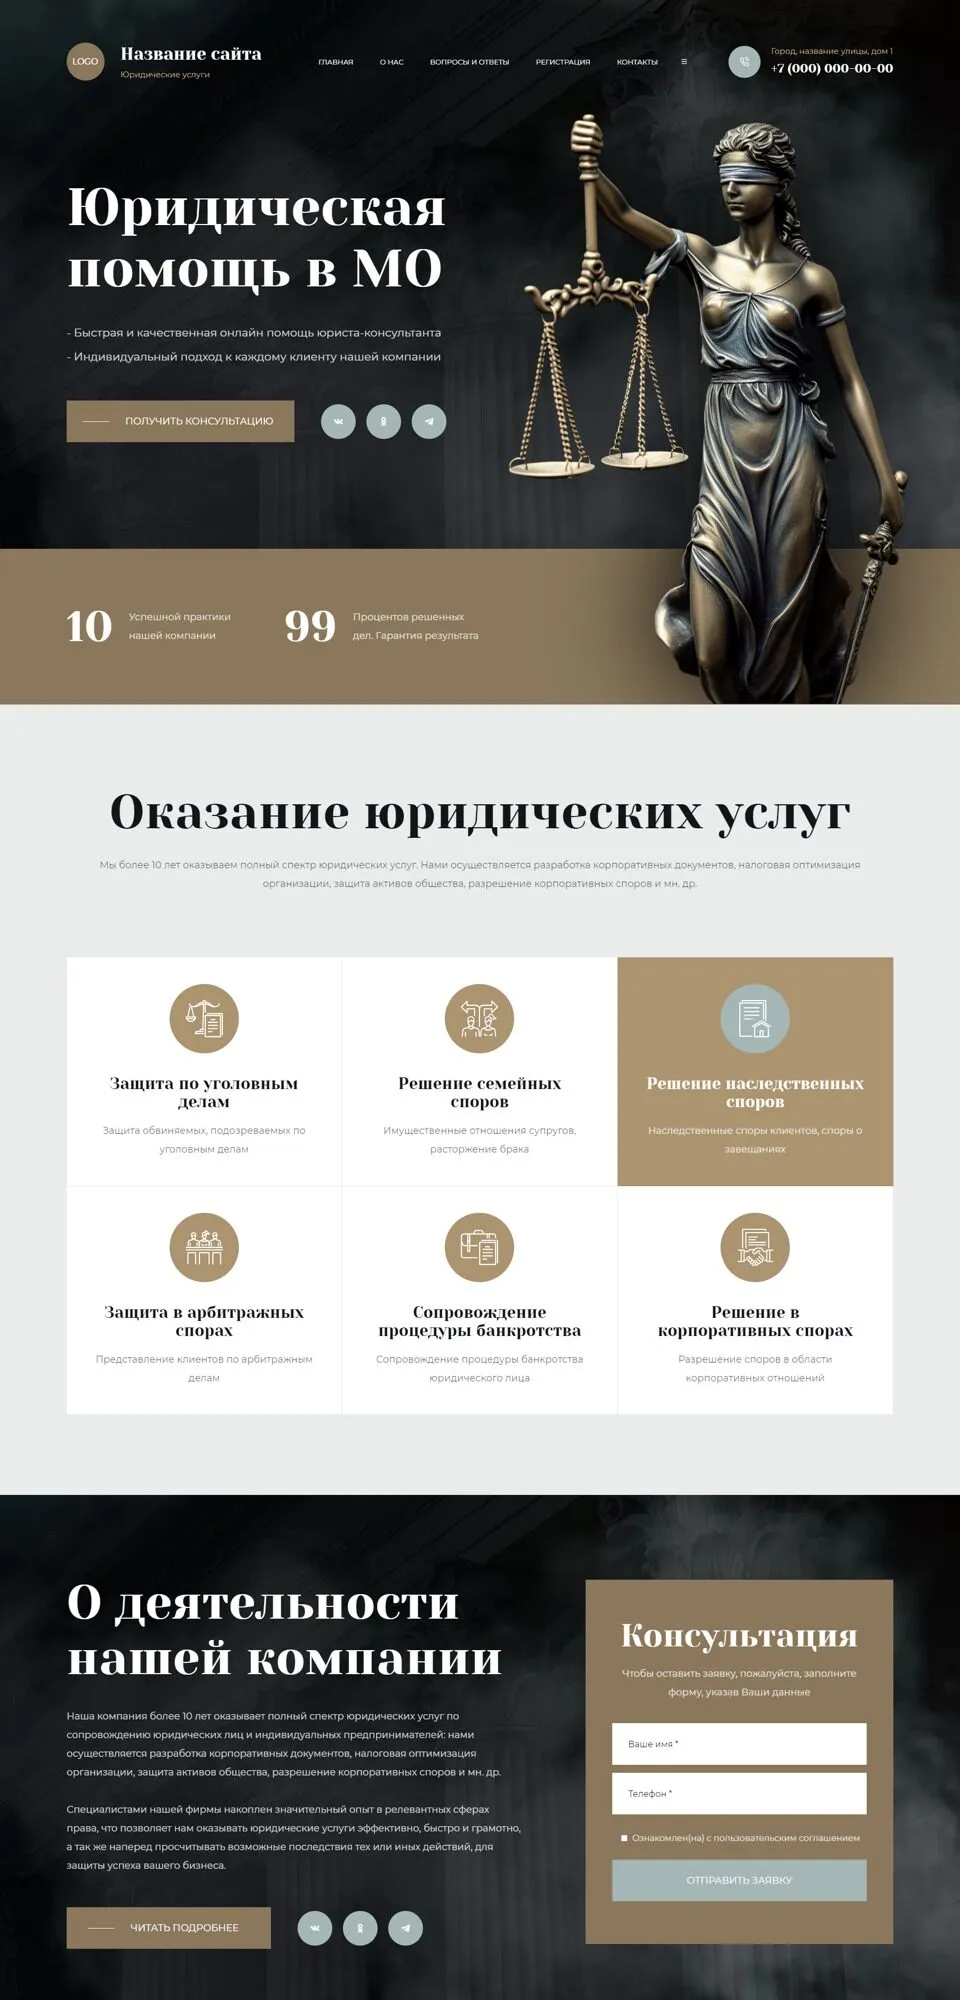 LOGO
Название сайта
Юридические услуги
ГЛАВНАЯ
О НАС
ВОПРОСЫ И ОТВЕТЫ
РЕГИСТРАЦИЯ
КОНТАКТЫ
Город, название улицы, дом 1
+7 (000) 000-00-00
Юридическая
помощь в МО
- Быстрая и качественная онлайн помощь юриста-консультанта
- Индивидуальный подход к каждому клиенту нашей компании
ПОЛУЧИТЬ КОНСУЛЬТАЦИЮ
10
Успешной практики
нашей компании
99
Процентов решенных
дел. Гарантия результата
Оказание юридических услуг
Мы более 10 лет оказываем полный спектр юридических услуг. Нами осуществляется разработка корпоративных документов, налоговая оптимизация
организации, защита активов общества, разрешение корпоративных споров и мн. др.
Защита по уголовным
делам
Защита обвиняемых, подозреваемых по
уголовным делам
Решение семейных
споров
Имущественные отношения супругов,
расторжение брака
Решение наследственных
споров
Наследственные споры клиентов, споры о
завещаниях
Защита в арбитражных
спорах
Представление клиентов по арбитражным
делам
Сопровождение
процедуры банкротства
Сопровождение процедуры банкротства
юридического лица
Решение в
корпоративных спорах
Разрешение споров в области
корпоративных отношений
О деятельности
нашей компании
Наша компания более 10 лет оказывает полный спектр юридических услуг по
сопровождению юридических лиц и индивидуальных предпринимателей: нами
осуществляется разработка корпоративных документов, налоговая оптимизация
организации, защита активов общества, разрешение корпоративных споров и мн. др.
Специалистами нашей фирмы накоплен значительный опыт в релевантных сферах
права, что позволяет нам оказывать юридические услуги эффективно, быстро и грамотно,
а так же наперед просчитывать возможные последствия тех или иных действий, для
защиты успеха вашего бизнеса.
ЧИТАТЬ ПОДРОБНЕЕ
Консультация
Чтобы оставить заявку, пожалуйста, заполните
форму, указав Ваши данные
Ваше имя *
Телефон *
Ознакомлен(на) с пользовательским соглашением
ОТПРАВИТЬ ЗАЯВКУ